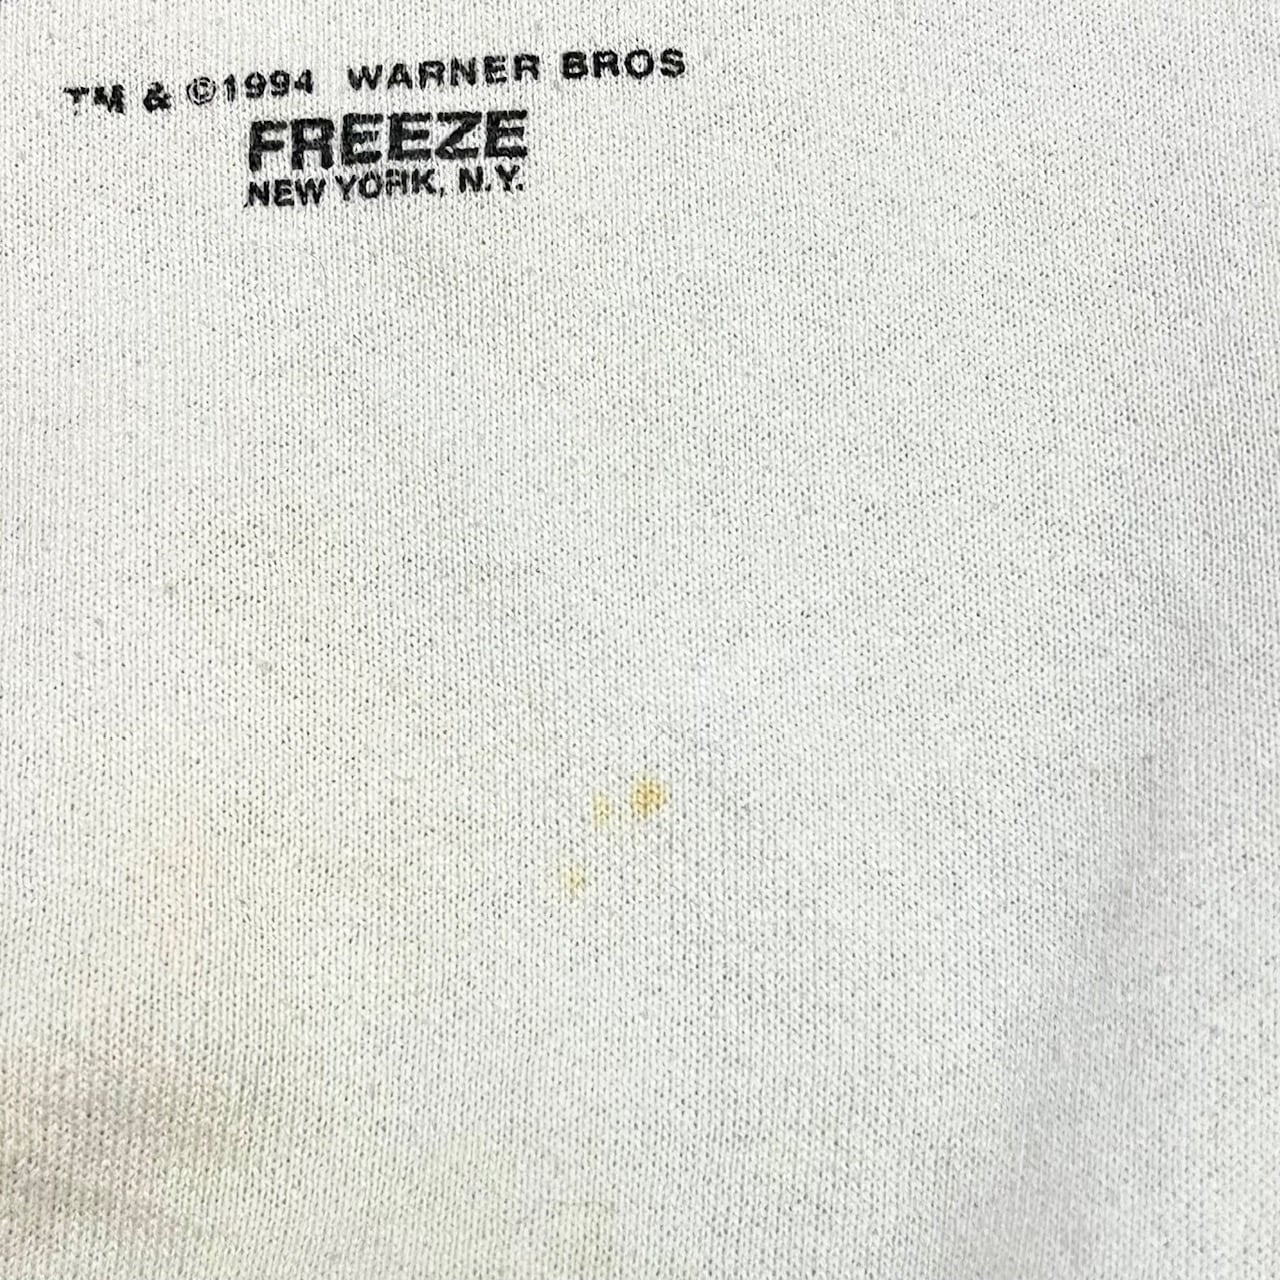 TM & ©1994 WARNER BROS
FREEZE
NEW YORK, N.Y.